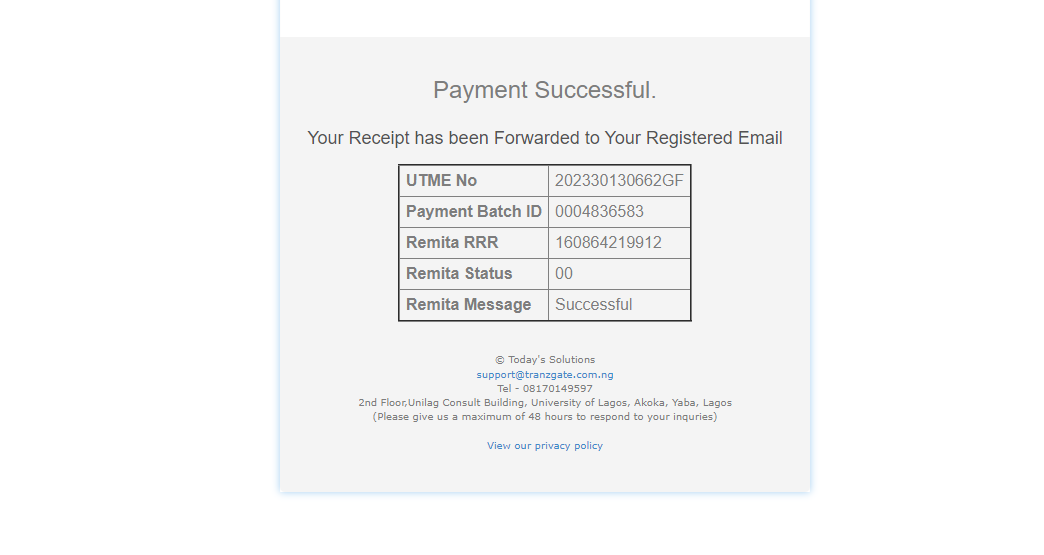 Payment Successful.
Your Receipt has been Forwarded to Your Registered Email
UTME No 202330130662GF
Payment Batch ID 0004836583
Remita RRR 160864219912
Remita Status 00
Remita Message Successful
© Today's Solutions
support@tranzgate.com.ng
Tel - 08170149597
2nd Floor,Unilag Consult Building, University of Lagos, Akoka, Yaba, Lagos
(Please give us a maximum of 48 hours to respond to your inquries)
View our privacy policy